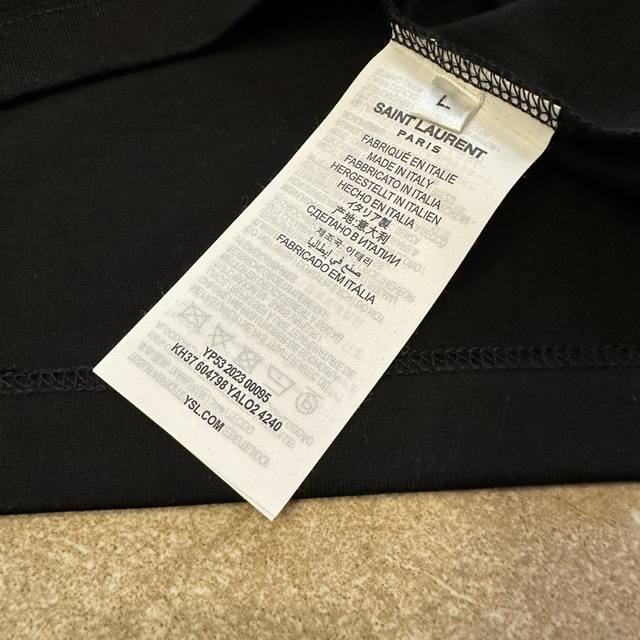 L
SAINT LAURENT
PARIS
FABRIQUE EN ITALIE
MADE IN ITALY
FABBRICATO IN ITALIA
HERGESTELLT IN ITALIEN
HECHO EN ITALIA
イタリア製
产地:意大利
СДЕЛАНО В ИТАЛИИ
제조국: 이태리
صنع في إيطاليا
FABRICADO EM ITÁLIA
YP53 2023 00095
KH3T 604798 YALO2 4240
YSL.COM